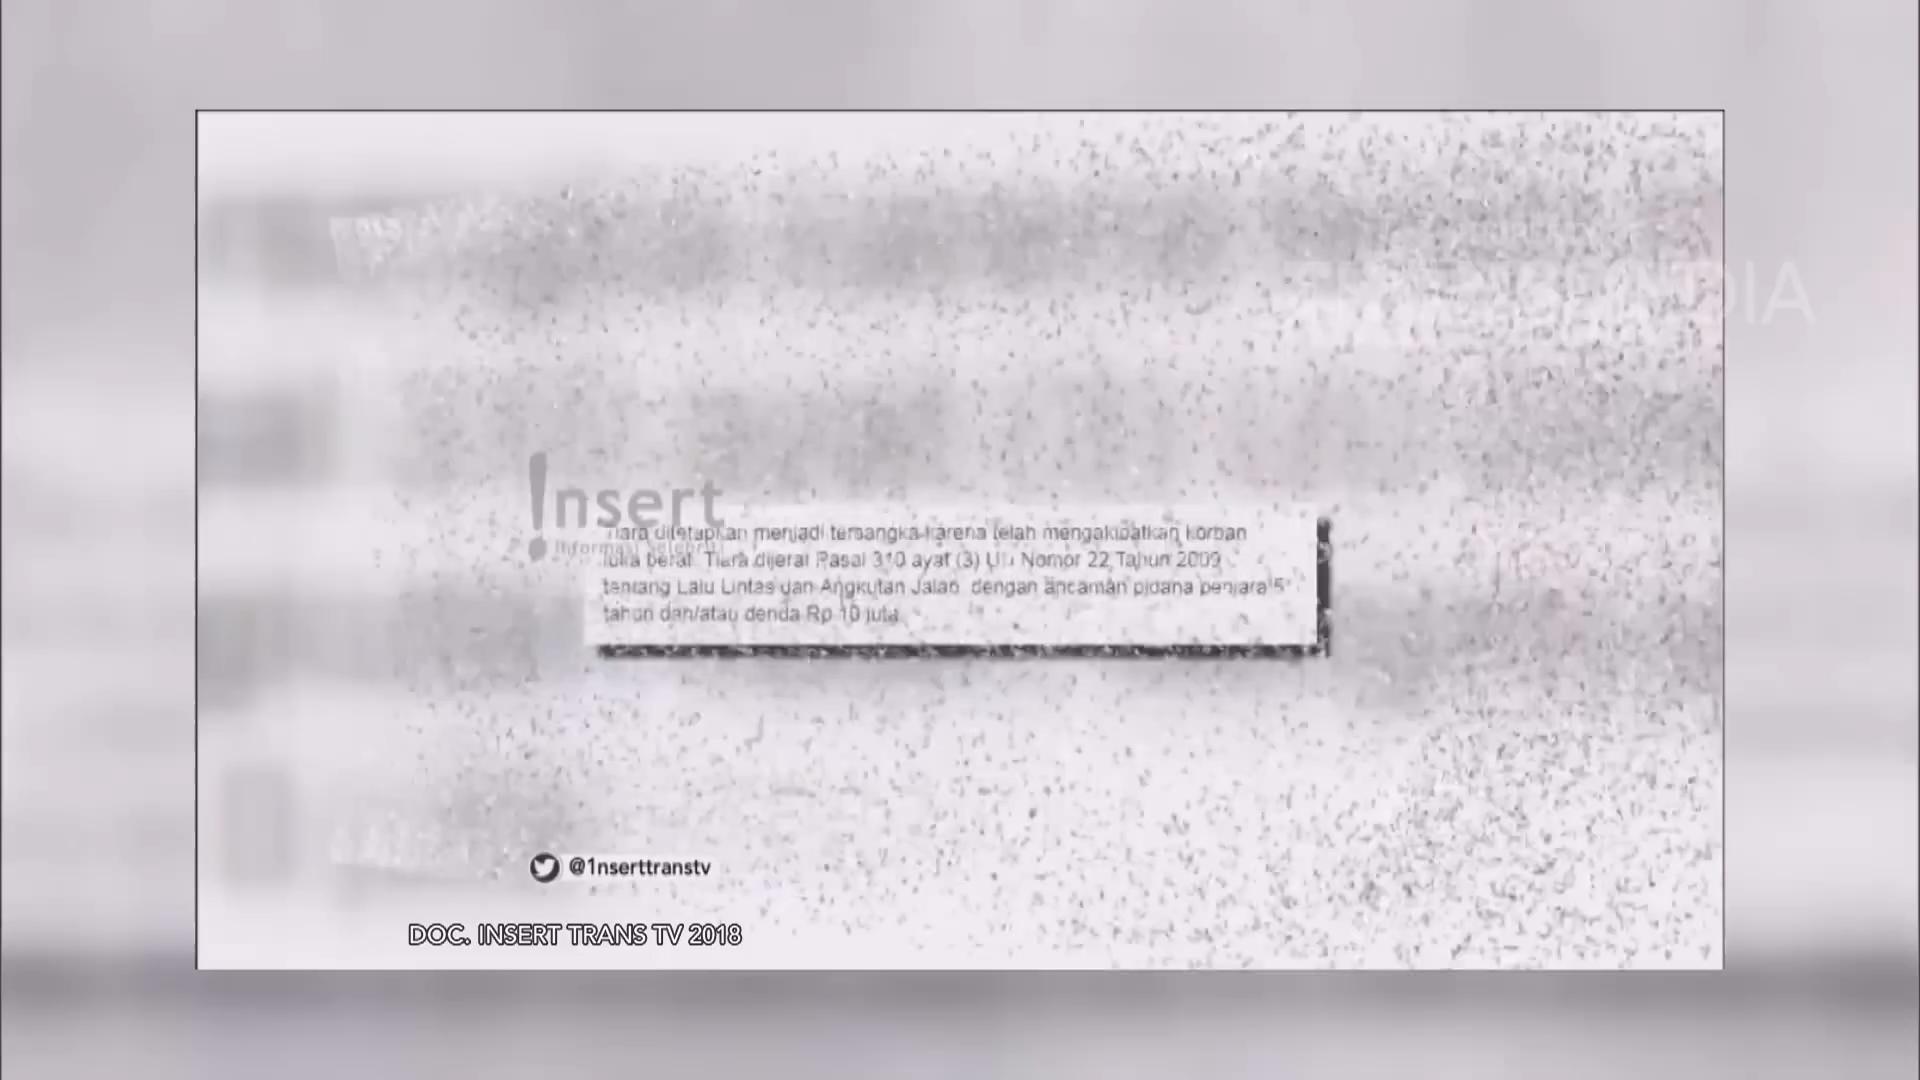 !nsert
Tiara ditetapkan menjadi tersangka karena telah mengakibatkan korban
luka berat. Tiara dijerat Pasal 310 ayat (3) UU Nomor 22 Tahun 2009
tentang Lalu Lintas dan Angkutan Jalan dengan ancaman pidana penjara 5
tahun dan/atau denda Rp 10 juta
@1nserttranstv
DOC. INSERT TRANS TV 2018